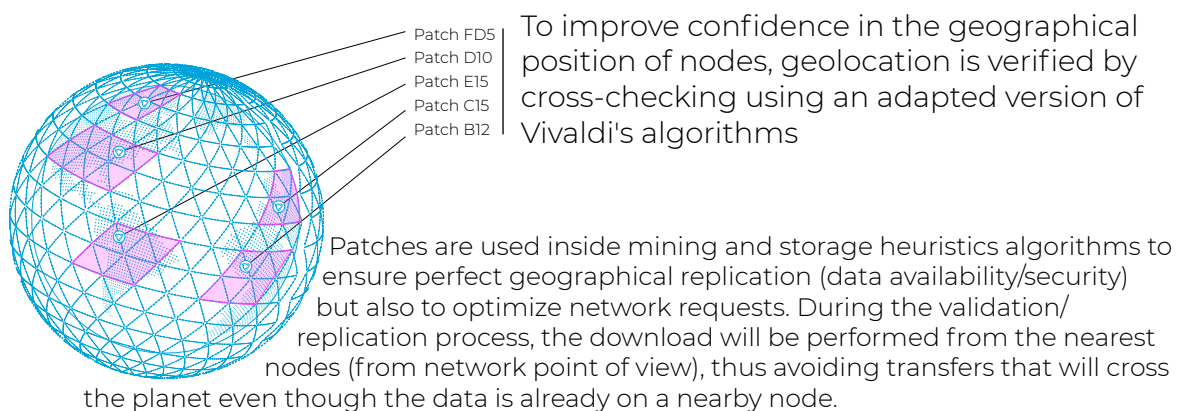 Patch FD5
Patch D10
Patch E15
Patch C15
Patch B12
To improve confidence in the geographical
position of nodes, geolocation is verified by
cross-checking using an adapted version of
Vivaldi's algorithms
Patches are used inside mining and storage heuristics algorithms to
ensure perfect geographical replication (data availability/security)
but also to optimize network requests. During the validation/
replication process, the download will be performed from the nearest
nodes (from network point of view), thus avoiding transfers that will cross
the planet even though the data is already on a nearby node.